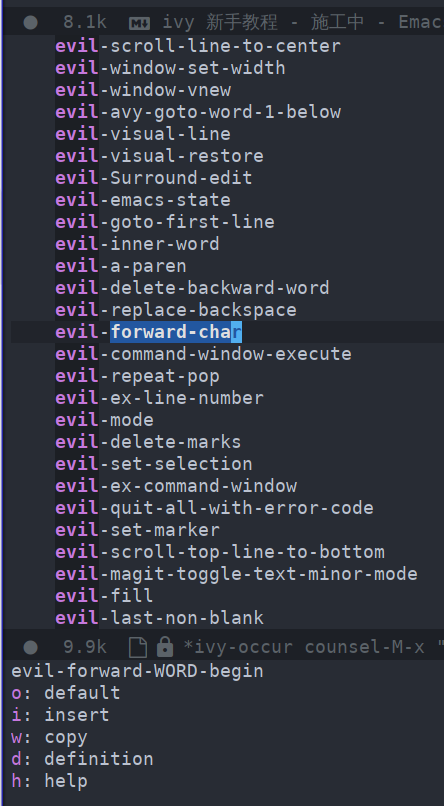 8.1k ivy 新手教程 - 施工中 - Emac
evil-scroll-line-to-center
evil-window-set-width
evil-window-vnew
evil-avy-goto-word-1-below
evil-visual-line
evil-visual-restore
evil-Surround-edit
evil-emacs-state
evil-goto-first-line
evil-inner-word
evil-a-paren
evil-delete-backward-word
evil-replace-backspace
evil-forward-char
evil-command-window-execute
evil-repeat-pop
evil-ex-line-number
evil-mode
evil-delete-marks
evil-set-selection
evil-ex-command-window
evil-quit-all-with-error-code
evil-set-marker
evil-scroll-top-line-to-bottom
evil-magit-toggle-text-minor-mode
evil-fill
evil-last-non-blank
9.9k *ivy-occur counsel-M-x "
evil-forward-WORD-begin
o: default
i: insert
w: copy
d: definition
h: help